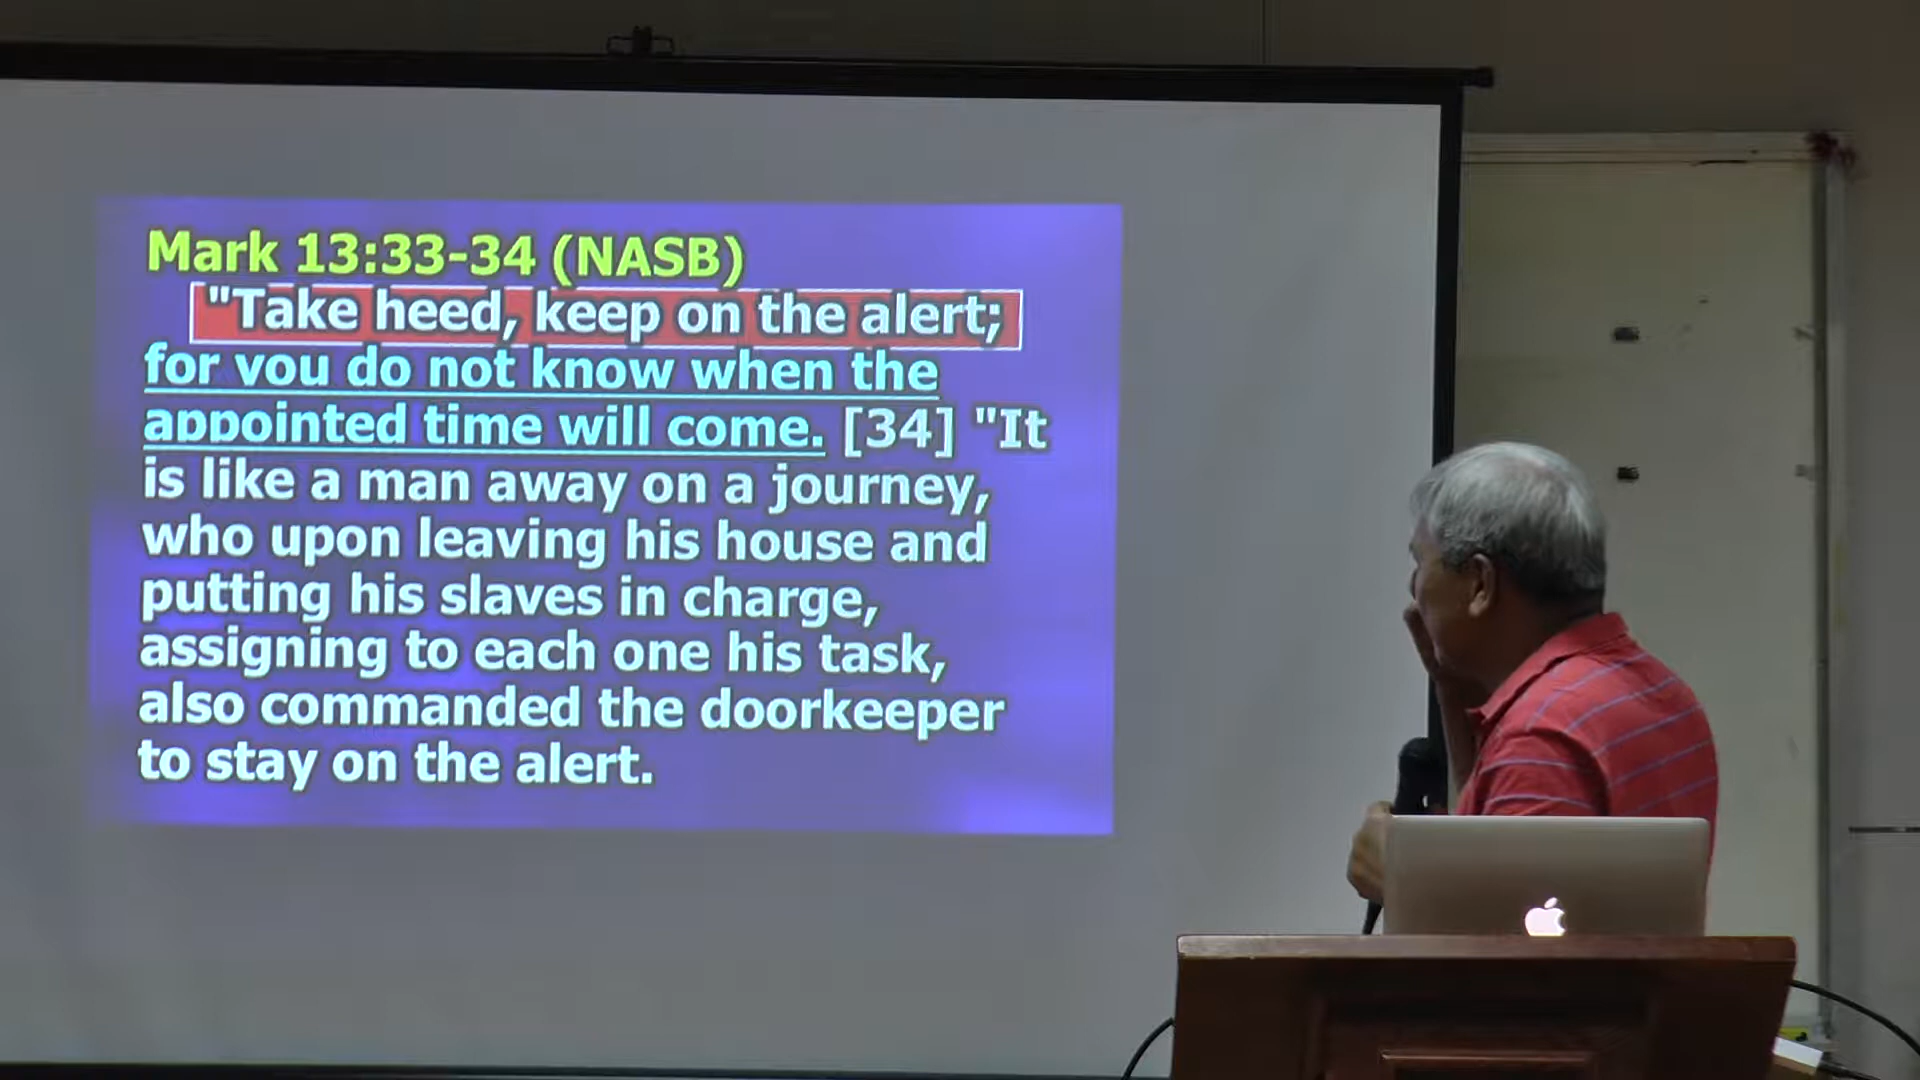 Mark 13:33-34 (NASB)
"Take heed, keep on the alert;
for you do not know when the
appointed time will come. [34] "It
is like a man away on a journey,
who upon leaving his house and
putting his slaves in charge,
assigning to each one his task,
also commanded the doorkeeper
to stay on the alert.